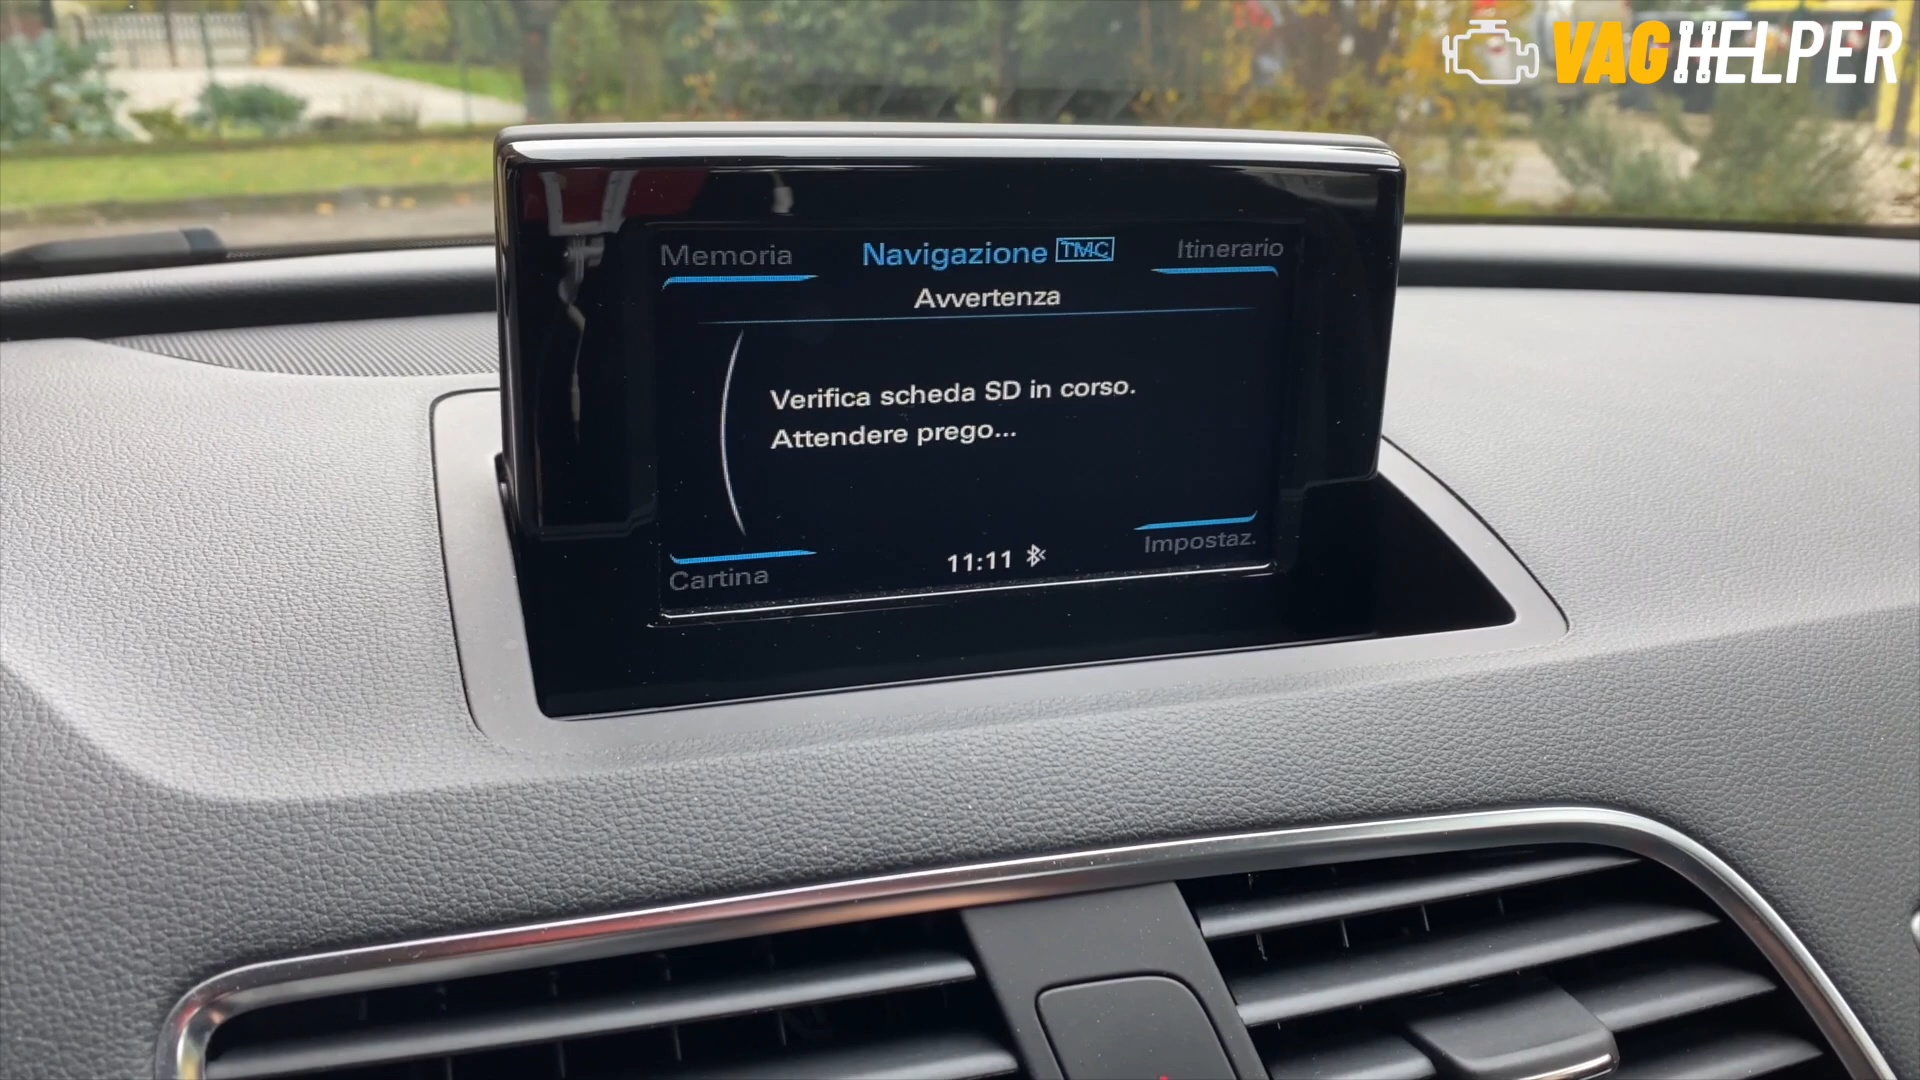 VAGHELPER
Memoria
Navigazione TMC
Itinerario
Avvertenza
Verifica scheda SD in corso.
Attendere prego...
Cartina
11:11
Impostaz.